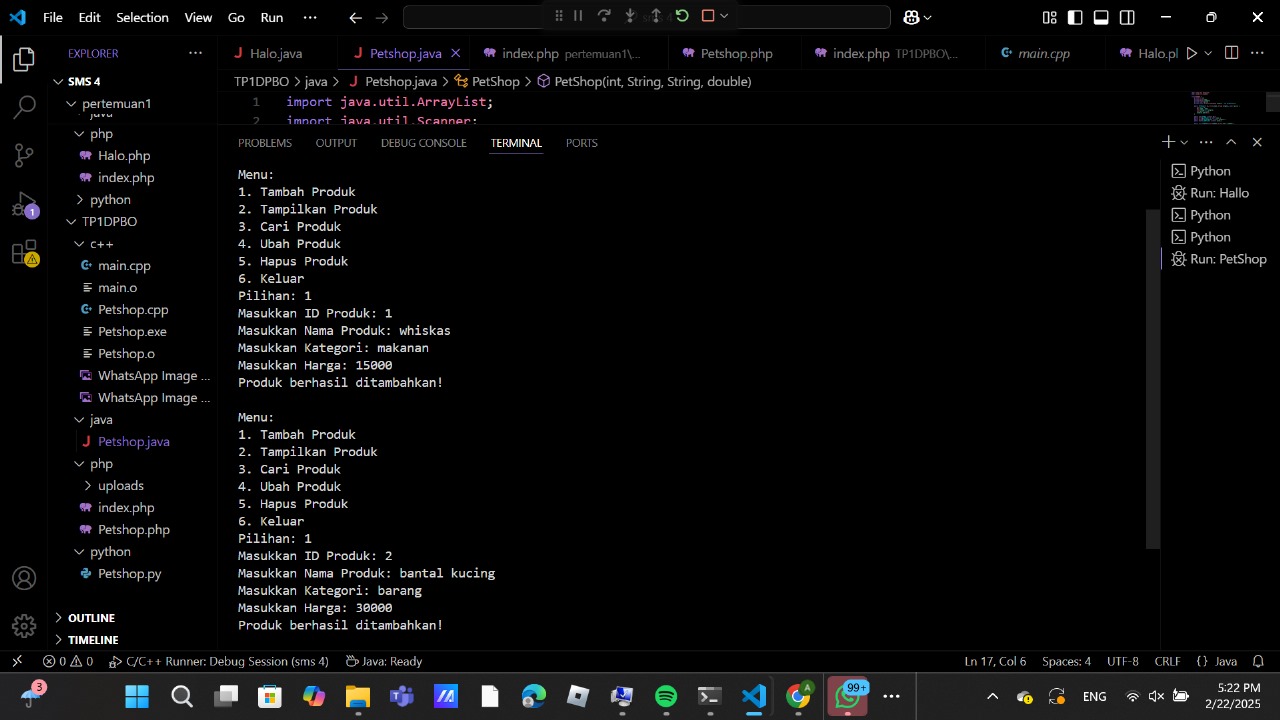 File Edit Selection View Go Run ···
EXPLORER ···
SMS 4
pertemuan1
java
php
Halo.php
index.php
python
TP1DPBO
c++
main.cpp
main.o
Petshop.cpp
Petshop.exe
Petshop.o
WhatsApp Image ...
WhatsApp Image ...
java
Petshop.java
php
uploads
index.php
Petshop.php
python
Petshop.py
OUTLINE
TIMELINE
1
Halo.java Petshop.java index.php pertemuan1\... Petshop.php index.php TP1DPBO\... main.cpp Halo.pl ···
TP1DPBO > java > Petshop.java > PetShop > PetShop(int, String, String, double)
1 import java.util.ArrayList;
2 import java.util.Scanner;
PROBLEMS OUTPUT DEBUG CONSOLE TERMINAL PORTS ···
Menu:
1. Tambah Produk
2. Tampilkan Produk
3. Cari Produk
4. Ubah Produk
5. Hapus Produk
6. Keluar
Pilihan: 1
Masukkan ID Produk: 1
Masukkan Nama Produk: whiskas
Masukkan Kategori: makanan
Masukkan Harga: 15000
Produk berhasil ditambahkan!
Menu:
1. Tambah Produk
2. Tampilkan Produk
3. Cari Produk
4. Ubah Produk
5. Hapus Produk
6. Keluar
Pilihan: 1
Masukkan ID Produk: 2
Masukkan Nama Produk: bantal kucing
Masukkan Kategori: barang
Masukkan Harga: 30000
Produk berhasil ditambahkan!
Python
Run: Hallo
Python
Python
Run: PetShop
0 0 C/C++ Runner: Debug Session (sms 4) Java: Ready Ln 17, Col 6 Spaces: 4 UTF-8 CRLF {} Java
3 A 99+ ··· ENG 5:22 PM
2/22/2025